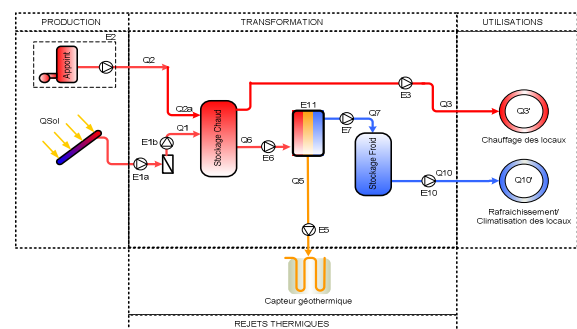 PRODUCTION
TRANSFORMATION
UTILISATIONS
E2
Q2
Appoint
E3
Q3
Q3'
Chauffage des locaux
QSol
Q2a
Q1
E1b
E1a
Stockage Chaud
Q6
E6
E11
E7
Q7
Stockage Froid
Q5
Q10
E10
Q10'
Rafraichissement/
Climatisation des locaux
E5
Capteur géothermique
REJETS THERMIQUES